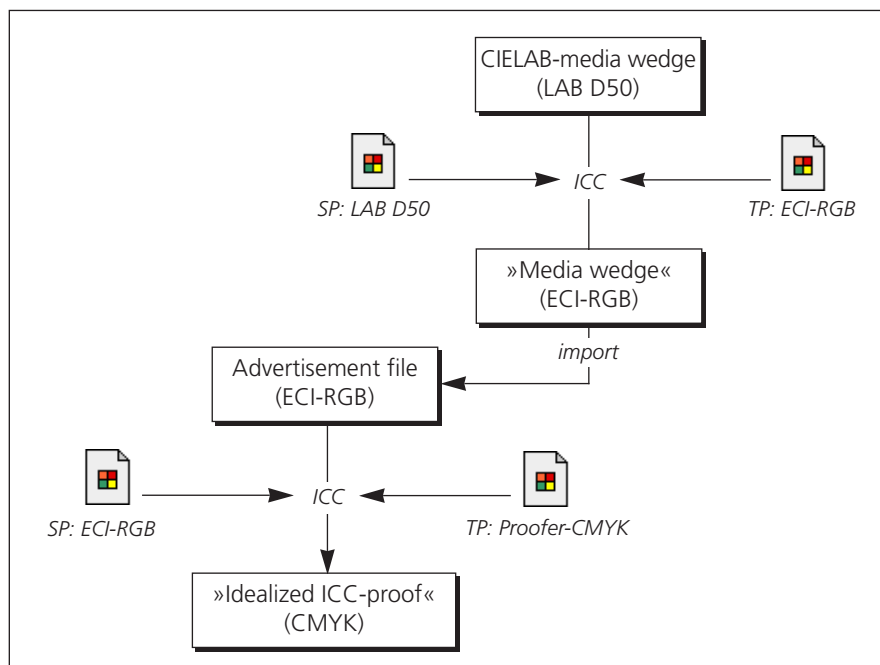 CIELAB-media wedge
(LAB D50)
ICC
SP: LAB D50
TP: ECI-RGB
»Media wedge«
(ECI-RGB)
import
Advertisement file
(ECI-RGB)
ICC
SP: ECI-RGB
TP: Proofer-CMYK
»Idealized ICC-proof«
(CMYK)